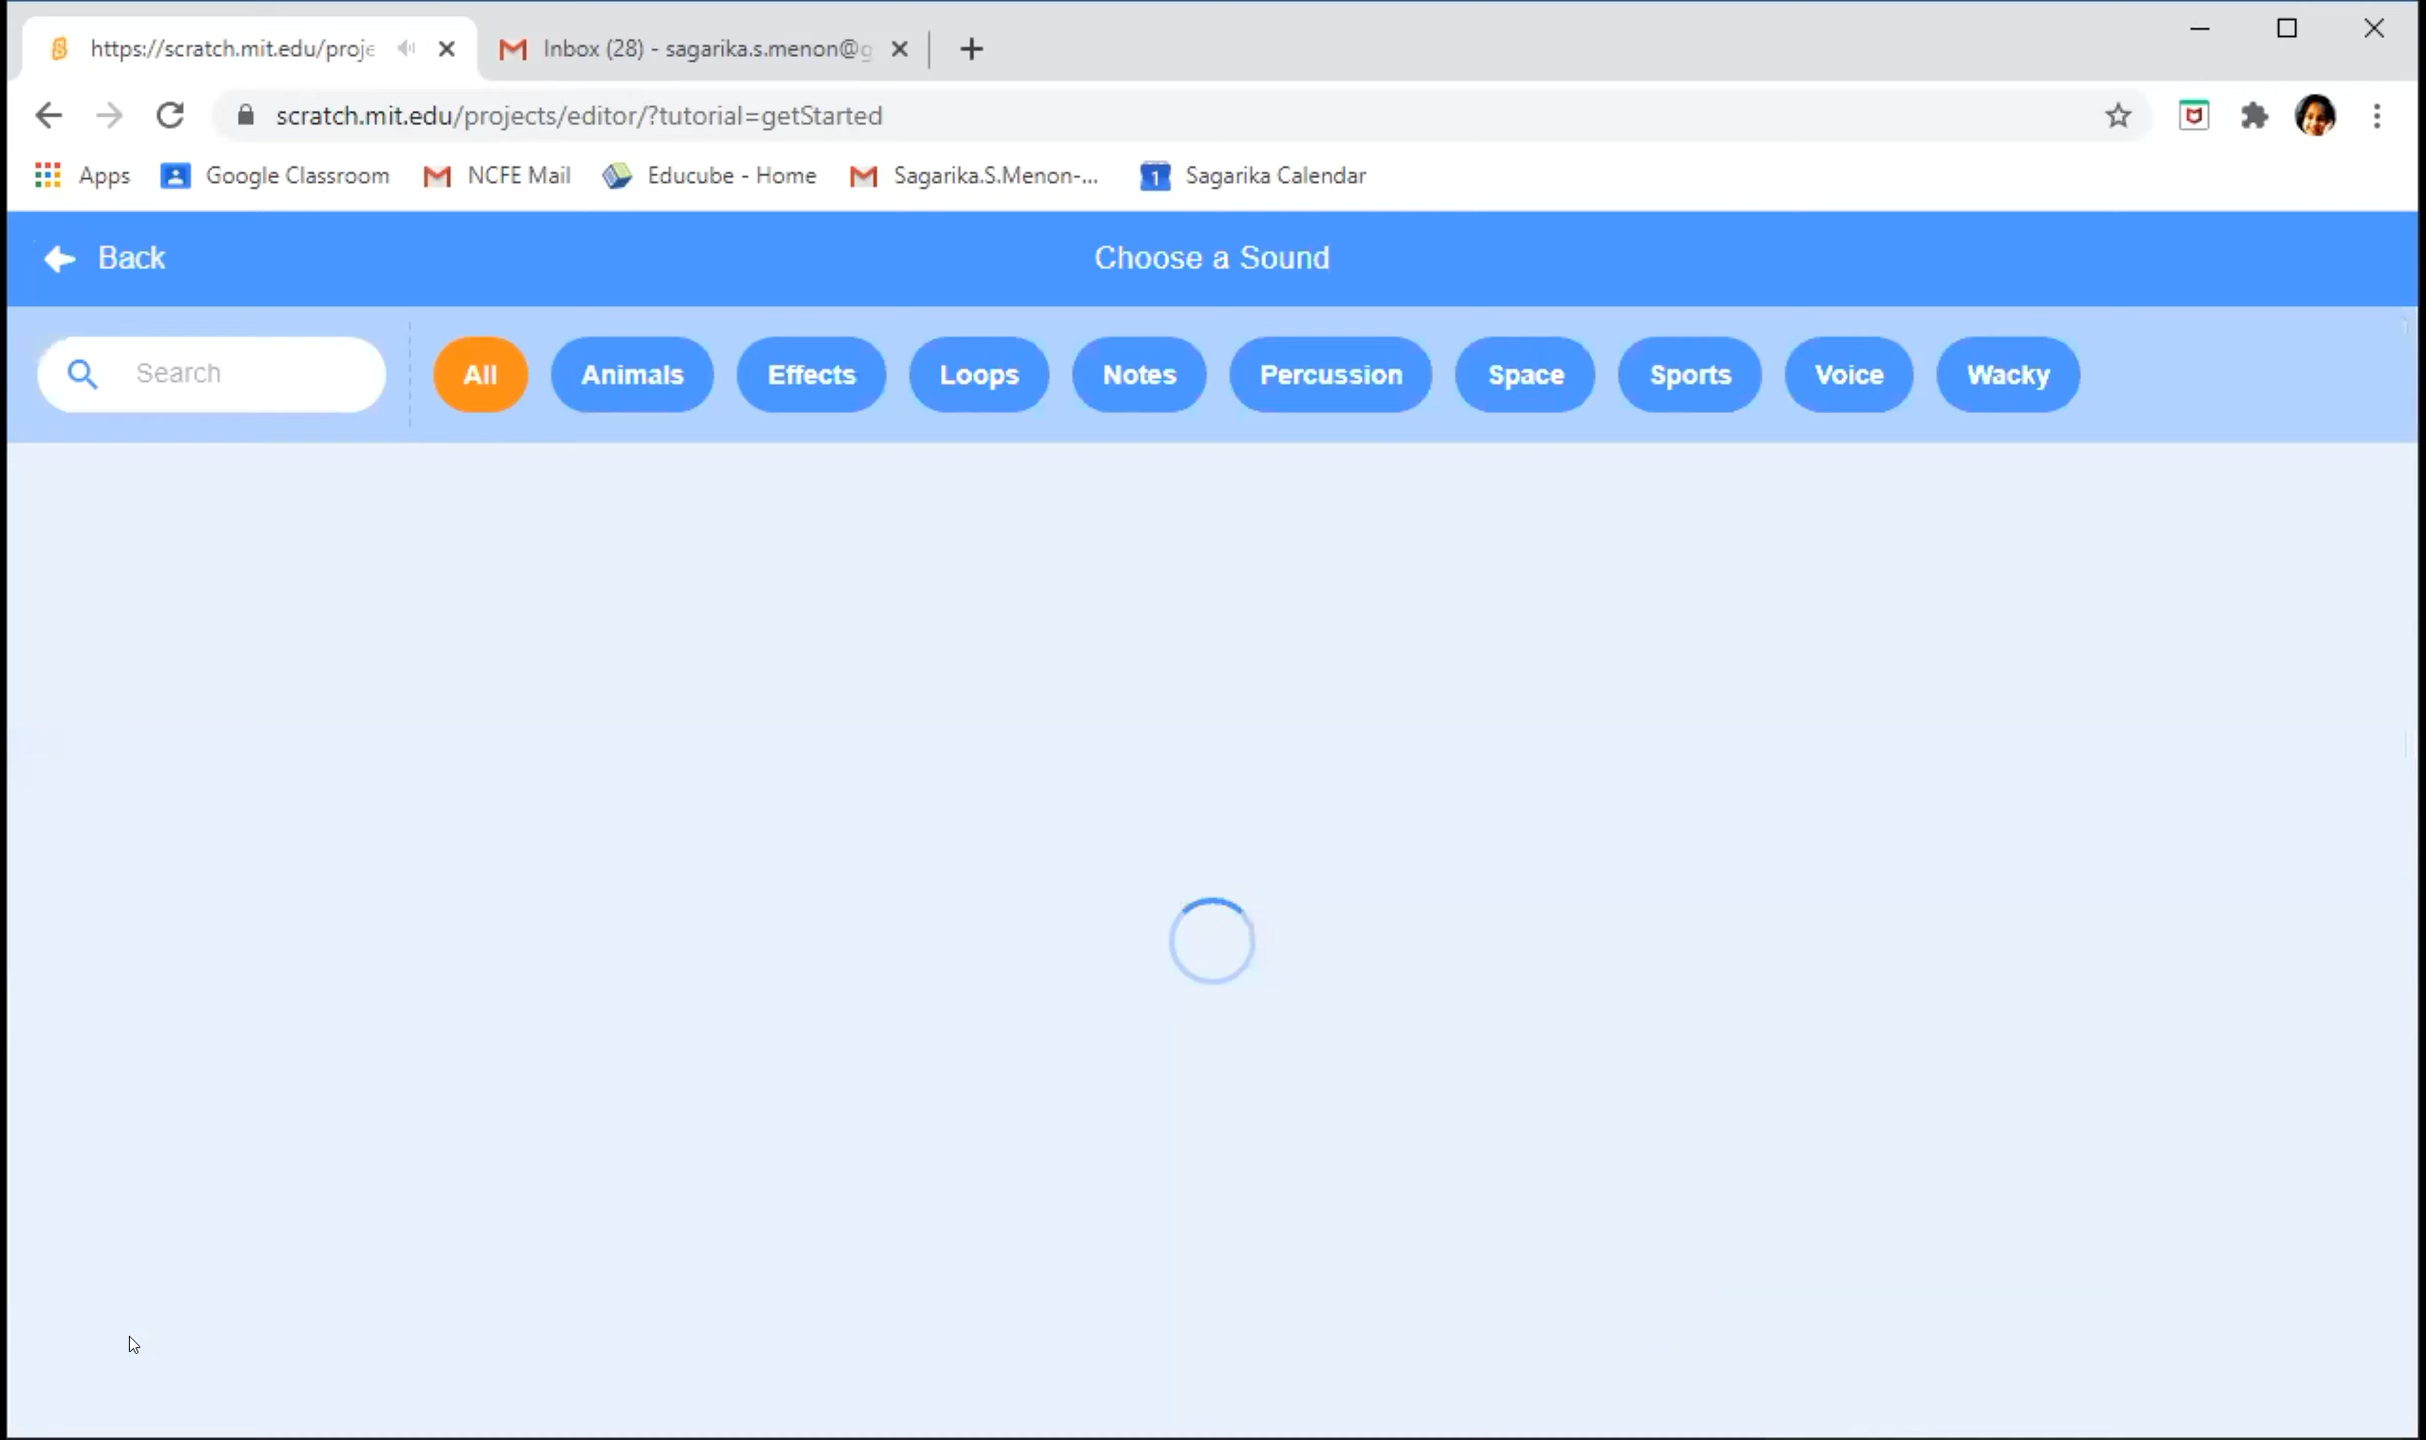 https://scratch.mit.edu/proje
Inbox (28) - sagarika.s.menon@g
scratch.mit.edu/projects/editor/?tutorial=getStarted
Apps Google Classroom NCFE Mail Educube - Home Sagarika.S.Menon-... 1 Sagarika Calendar
Back
Choose a Sound
Search All Animals Effects Loops Notes Percussion Space Sports Voice Wacky